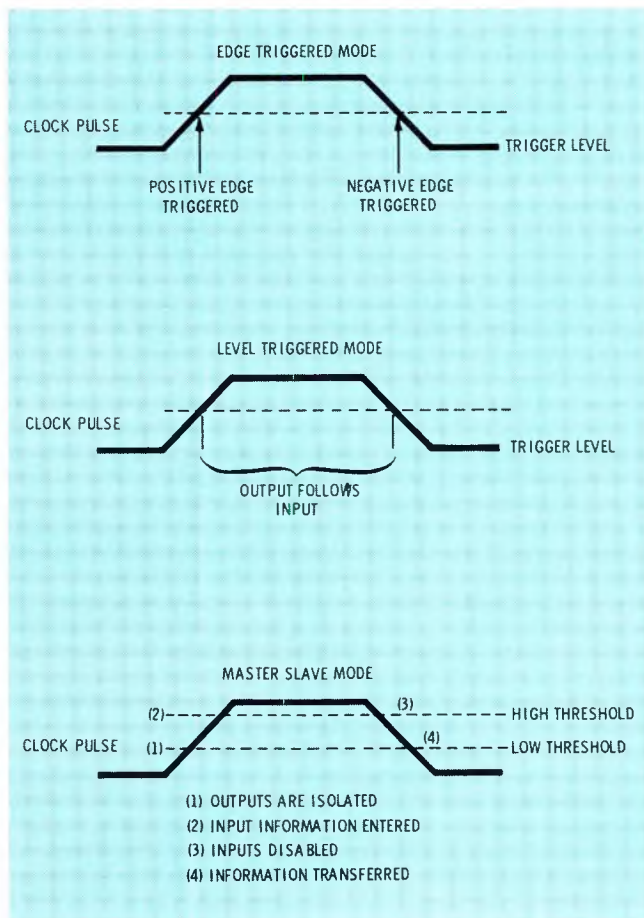 EDGE TRIGGERED MODE
CLOCK PULSE
TRIGGER LEVEL
POSITIVE EDGE
TRIGGERED
NEGATIVE EDGE
TRIGGERED
LEVEL TRIGGERED MODE
CLOCK PULSE
TRIGGER LEVEL
OUTPUT FOLLOWS
INPUT
MASTER SLAVE MODE
(2)
(3)
HIGH THRESHOLD
CLOCK PULSE
(1)
(4)
LOW THRESHOLD
(1) OUTPUTS ARE ISOLATED
(2) INPUT INFORMATION ENTERED
(3) INPUTS DISABLED
(4) INFORMATION TRANSFERRED